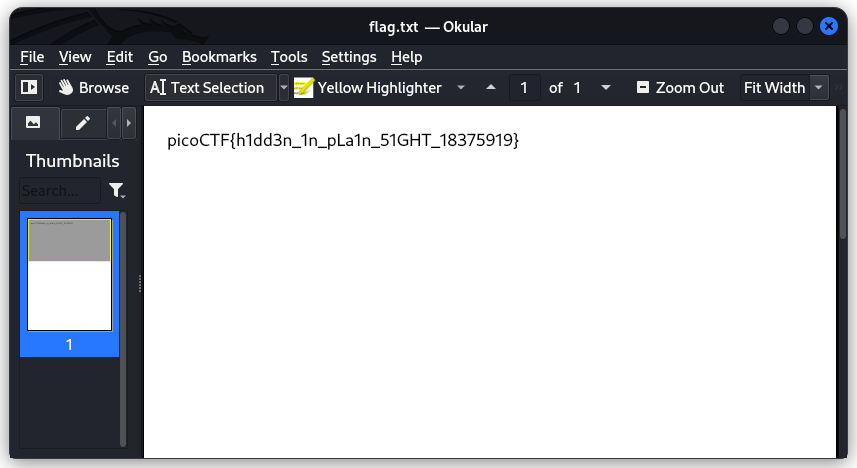 flag.txt — Okular
File View Edit Go Bookmarks Tools Settings Help
Browse Text Selection Yellow Highlighter 1 of 1 Zoom Out Fit Width
Thumbnails
Search...
1
picoCTF{h1dd3n_1n_pLa1n_51GHT_18375919}